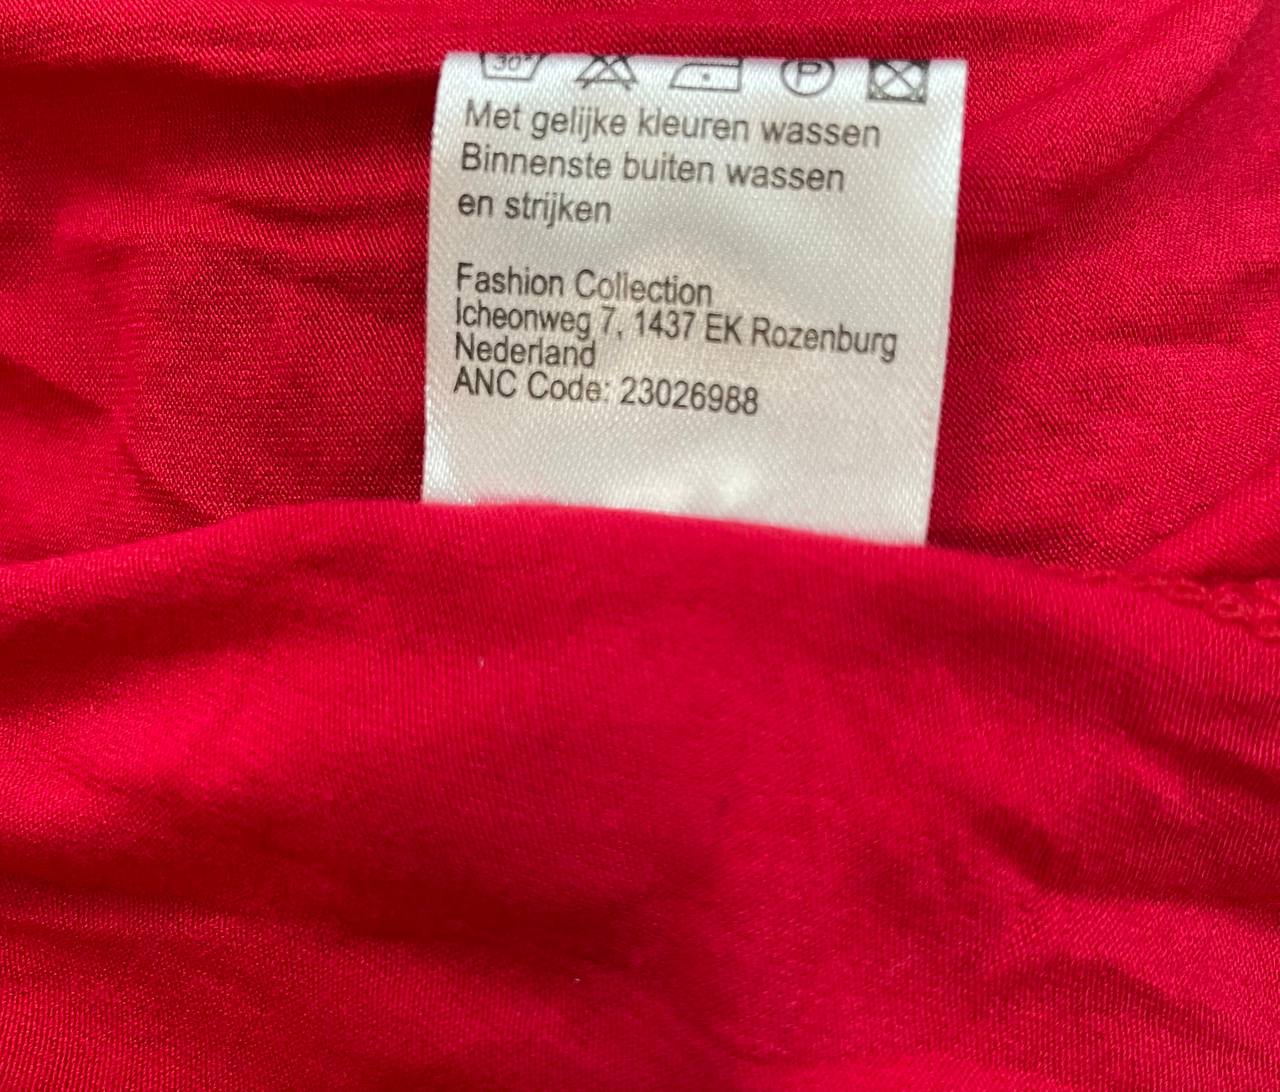 30°
P
Met gelijke kleuren wassen
Binnenste buiten wassen
en strijken
Fashion Collection
Icheonweg 7, 1437 EK Rozenburg
Nederland
ANC Code: 23026988